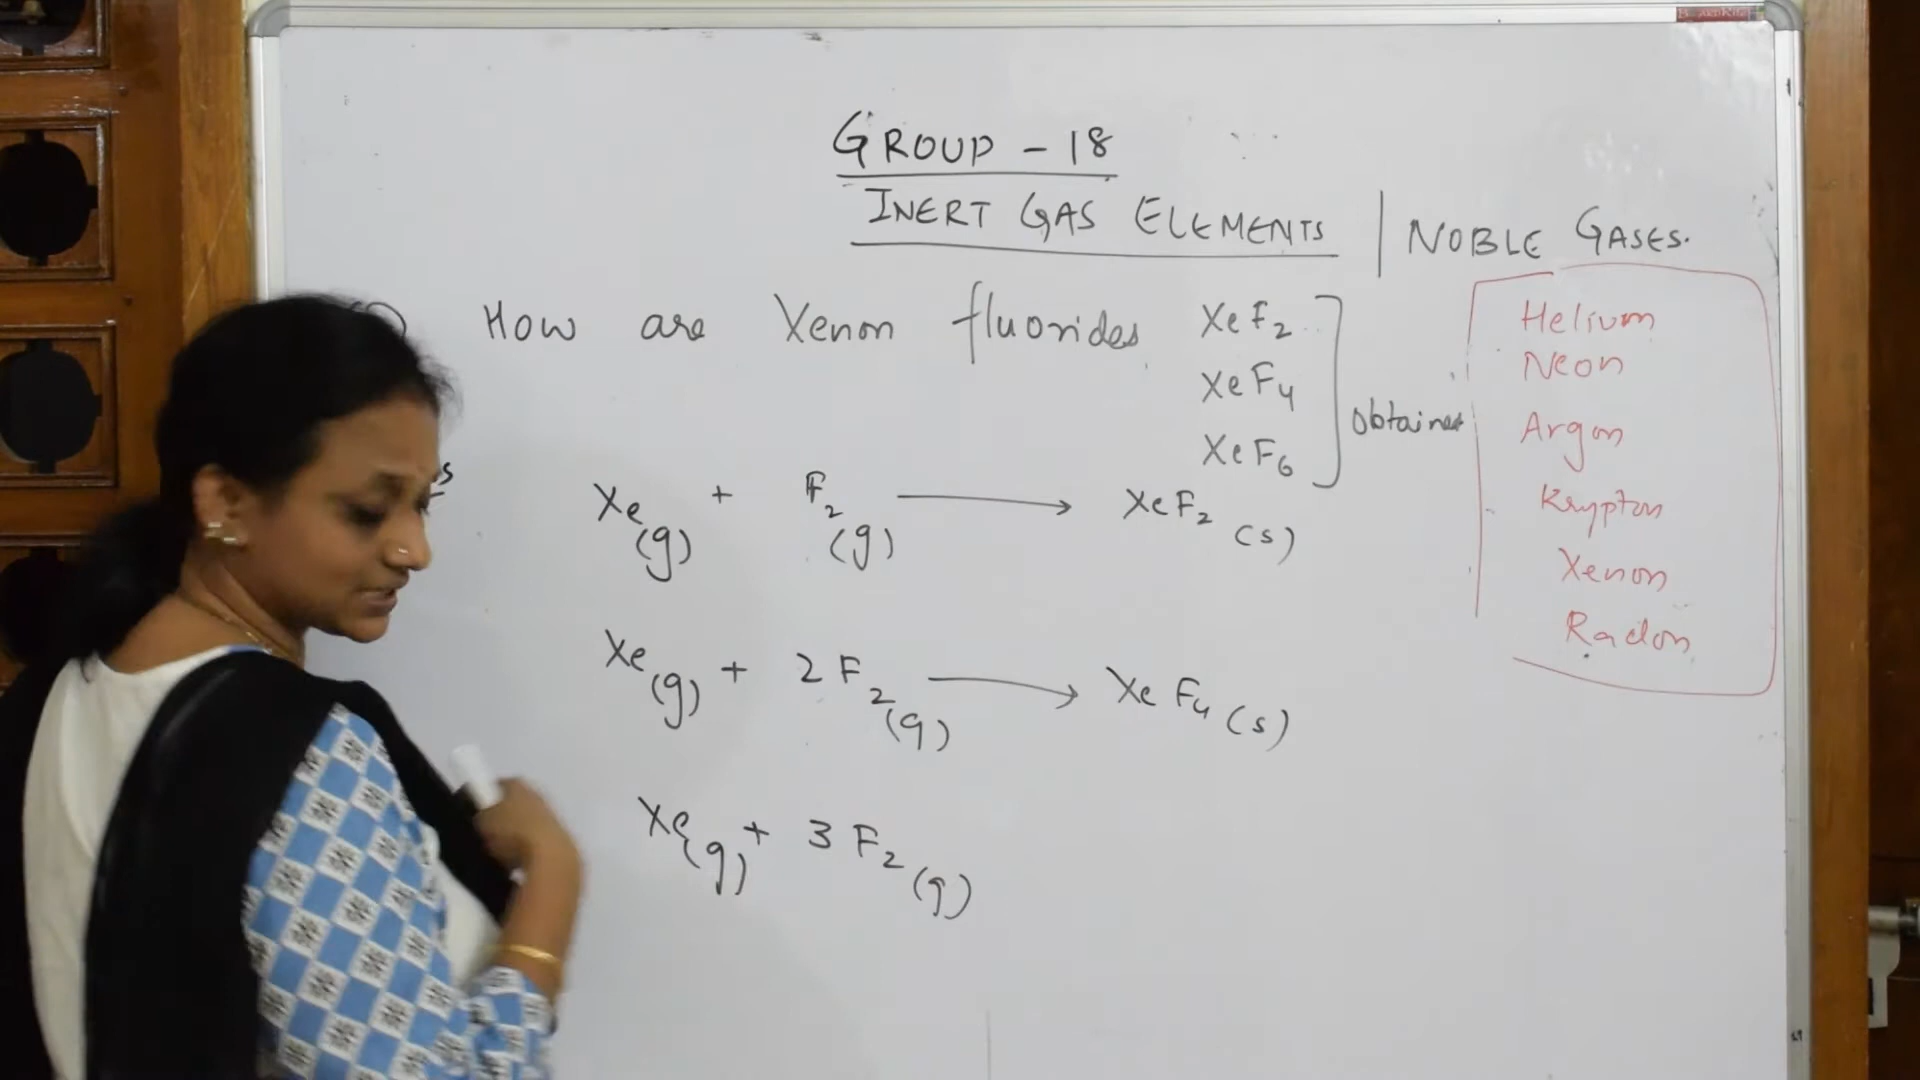 GROUP - 18
INERT GAS ELEMENTS | NOBLE GASES.
How are Xenon fluorides XeF₂
XeF₄
XeF₆
Obtained
Helium
Neon
Argon
Krypton
Xenon
Radon
Xe(g) + F₂(g) → XeF₂(s)
Xe(g) + 2F₂(g) → XeF₄(s)
Xe(g) + 3F₂(g)